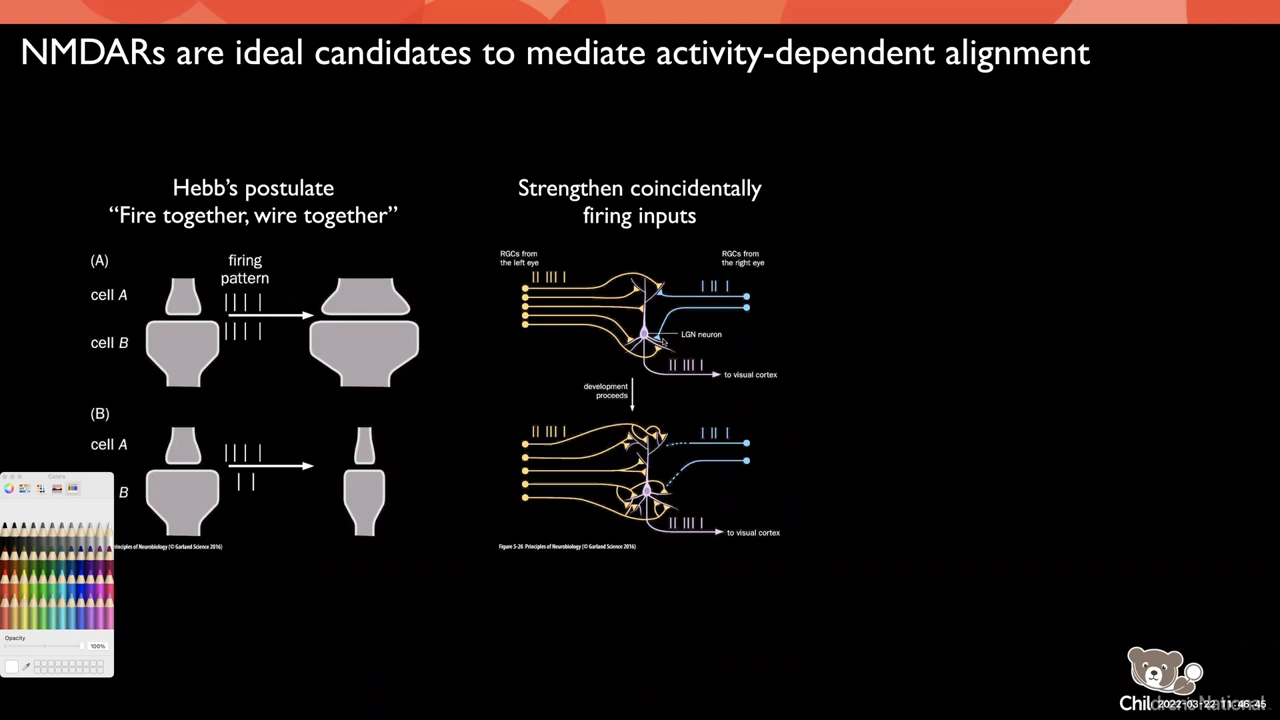 NMDARs are ideal candidates to mediate activity-dependent alignment
Hebb's postulate
“Fire together, wire together”
(A)
firing
pattern
cell A
cell B
(B)
cell A
B
Principles of Neurobiology (© Garland Science 2016)
Strengthen coincidentally
firing inputs
RGCs from
the left eye
RGCs from
the right eye
LGN neuron
to visual cortex
development
proceeds
to visual cortex
Figure 5-26 Principles of Neurobiology (© Garland Science 2016)
Colors
Opacity
100%
Chil
National
2022-03-22 11:46:45